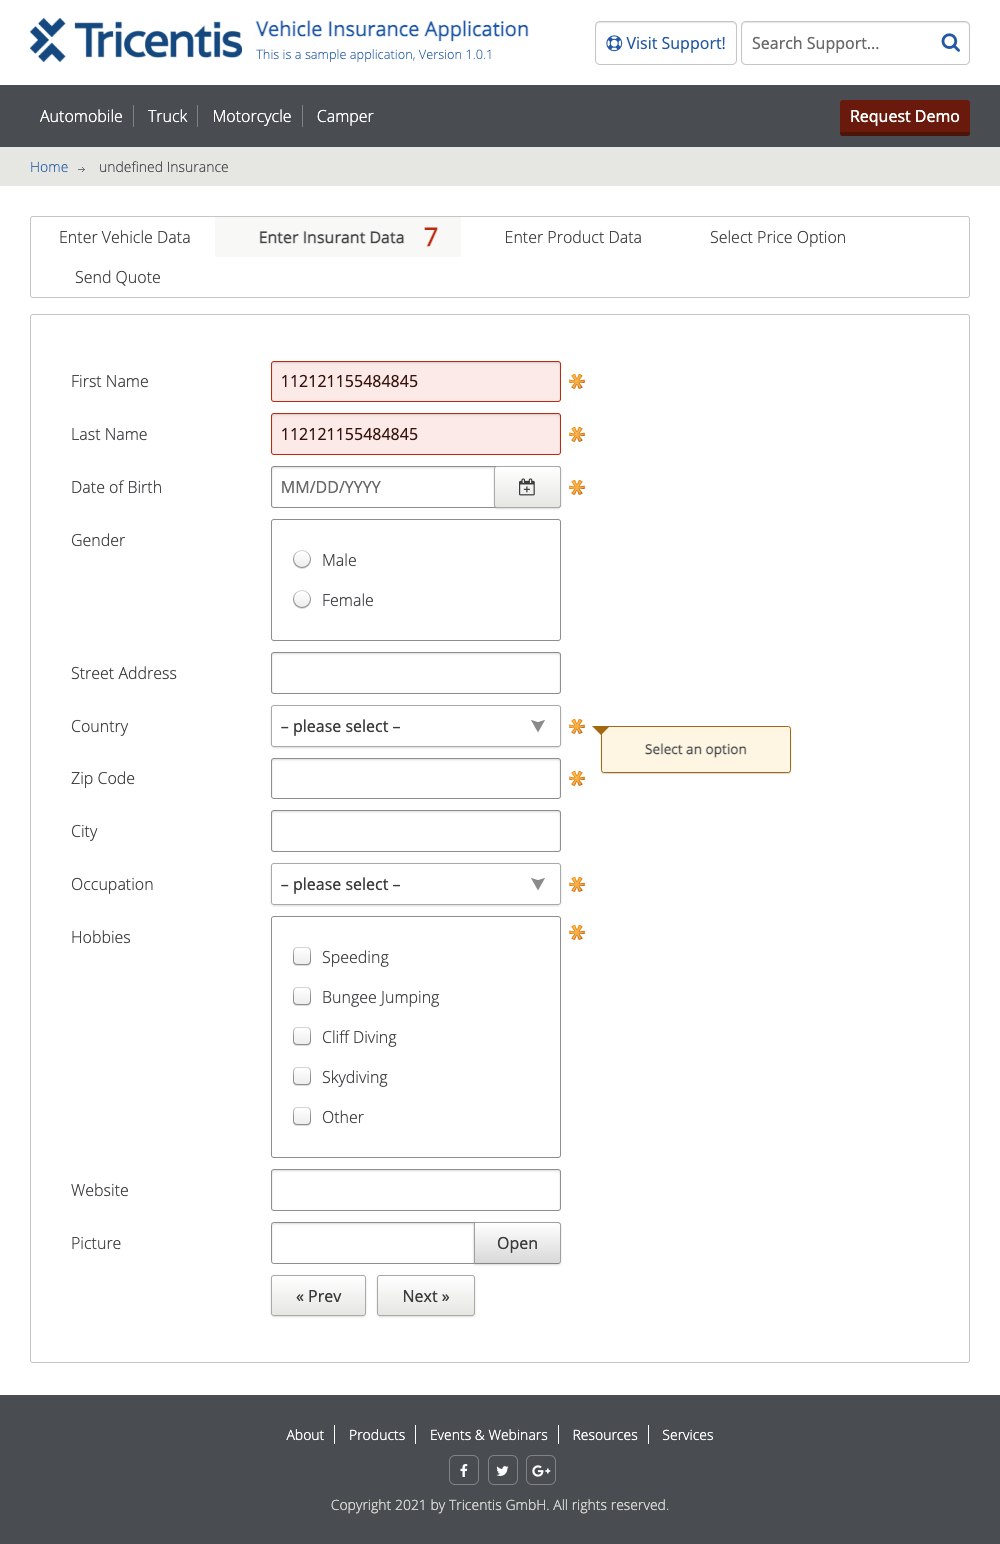 Tricentis
Vehicle Insurance Application
This is a sample application, Version 1.0.1
Visit Support!
Search Support...
Automobile
Truck
Motorcycle
Camper
Request Demo
Home
undefined Insurance
Enter Vehicle Data
Enter Insurant Data 7
Enter Product Data
Select Price Option
Send Quote
First Name
112121155484845
Last Name
112121155484845
Date of Birth
MM/DD/YYYY
Gender
Male
Female
Street Address
Country
– please select –
Select an option
Zip Code
City
Occupation
– please select –
Hobbies
Speeding
Bungee Jumping
Cliff Diving
Skydiving
Other
Website
Picture
Open
« Prev
Next »
About
Products
Events & Webinars
Resources
Services
Copyright 2021 by Tricentis GmbH. All rights reserved.